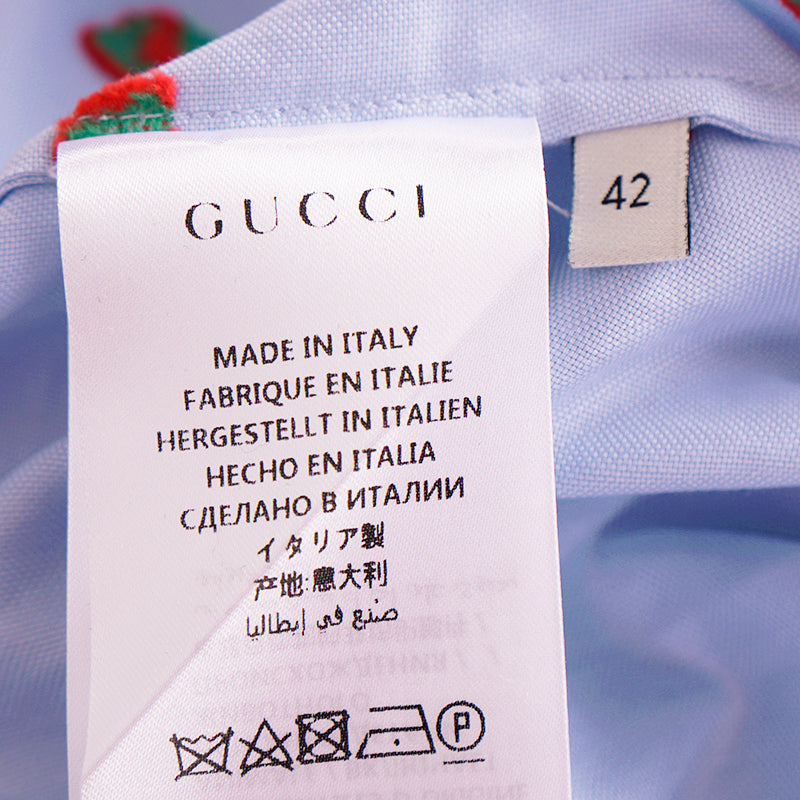 GUCCI
42
MADE IN ITALY
FABRIQUE EN ITALIE
HERGESTELLT IN ITALIEN
HECHO EN ITALIA
СДЕЛАНО В ИТАЛИИ
イタリア製
产地:意大利
صنع في إيطاليا
P